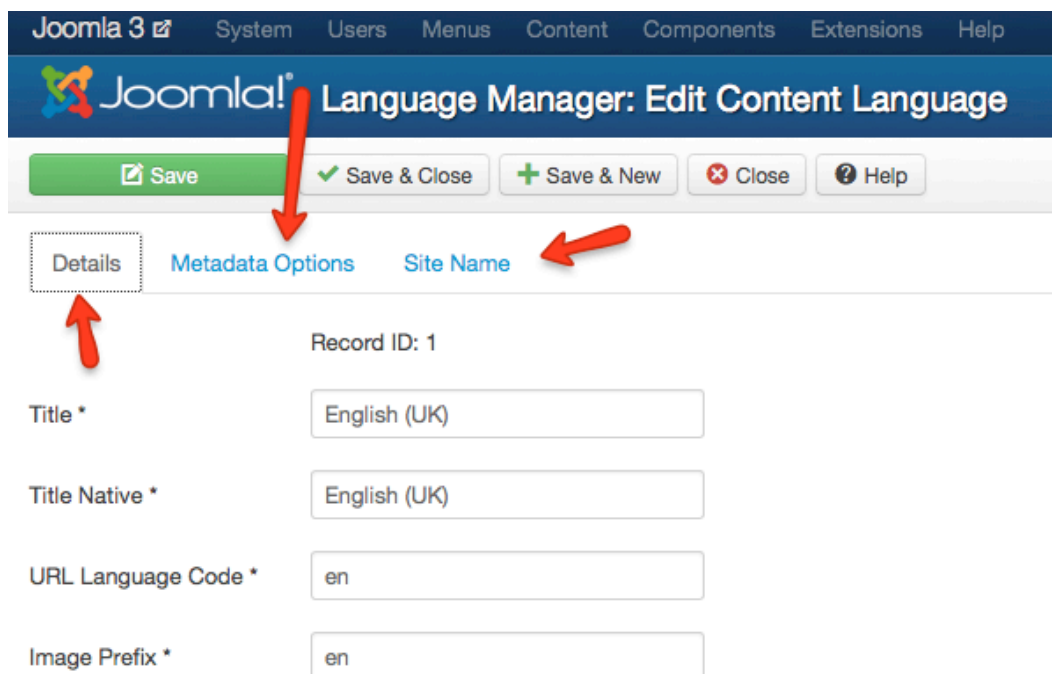 Joomla 3 System Users Menus Content Components Extensions Help
Joomla!® Language Manager: Edit Content Language
Save Save & Close Save & New Close Help
Details Metadata Options Site Name
Record ID: 1
Title * English (UK)
Title Native * English (UK)
URL Language Code * en
Image Prefix * en